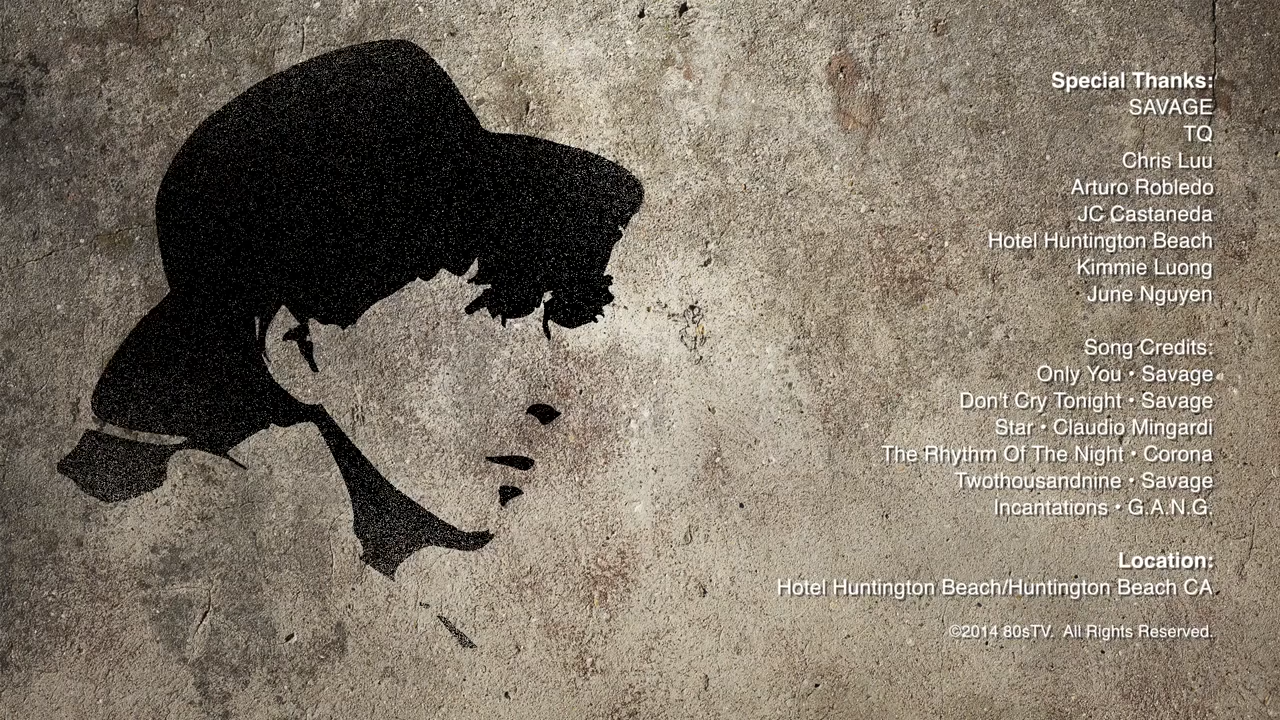 Special Thanks:
SAVAGE
TQ
Chris Luu
Arturo Robledo
JC Castaneda
Hotel Huntington Beach
Kimmie Luong
June Nguyen
Song Credits:
Only You • Savage
Don't Cry Tonight • Savage
Star • Claudio Mingardi
The Rhythm Of The Night • Corona
Twothousandnine • Savage
Incantations • G.A.N.G.
Location:
Hotel Huntington Beach/Huntington Beach CA
©2014 80sTV. All Rights Reserved.